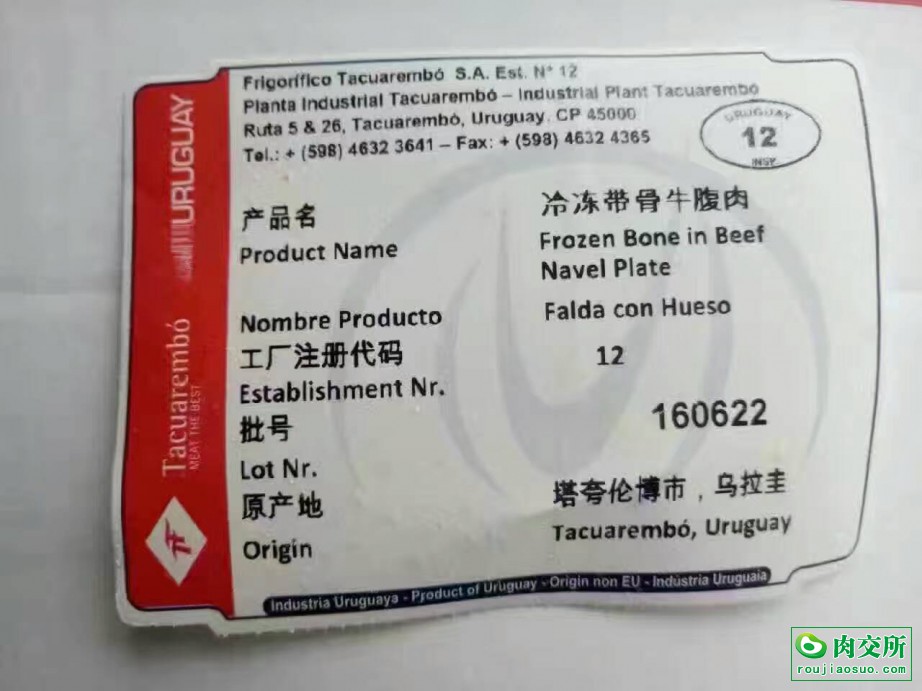 Frigorífico Tacuarembó S.A. Est. N° 12
Planta Industrial Tacuarembó – Industrial Plant Tacuarembó
Ruta 5 & 26, Tacuarembó, Uruguay. CP 45000
Tel.: + (598) 4632 3641 – Fax: + (598) 4632 4365
URUGUAY
12
INSP.
URUGUAY
Tacuarembó
MEAT THE BEST
产品名
冷冻带骨牛腹肉
Product Name
Frozen Bone in Beef
Navel Plate
Nombre Producto
Falda con Hueso
工厂注册代码
12
Establishment Nr.
批号
160622
Lot Nr.
原产地
塔夸伦博市，乌拉圭
Origin
Tacuarembó, Uruguay
Industria Uruguaya - Product of Uruguay - Origin non EU - Indústria Uruguaia
肉交所
roujiaosuo.com